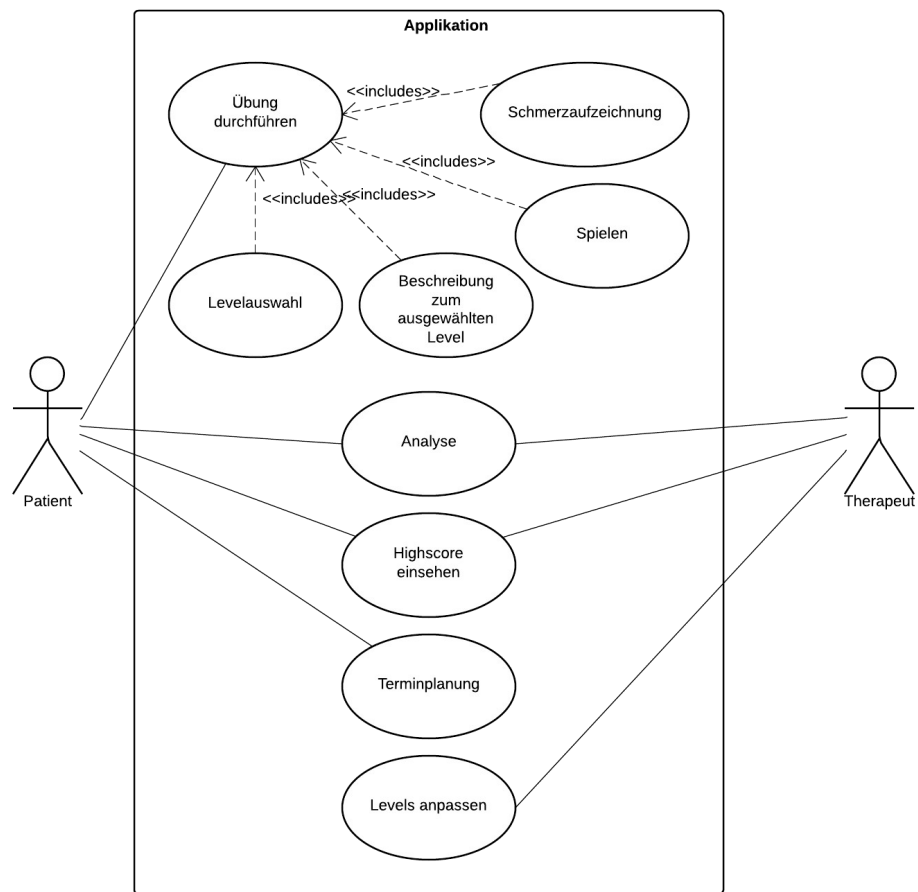 Applikation
Übung
durchführen
<<includes>>
Schmerzaufzeichnung
<<includes>>
Spielen
<<includes>>
<<includes>>
Levelauswahl
Beschreibung
zum
ausgewählten
Level
Analyse
Patient
Therapeut
Highscore
einsehen
Terminplanung
Levels anpassen